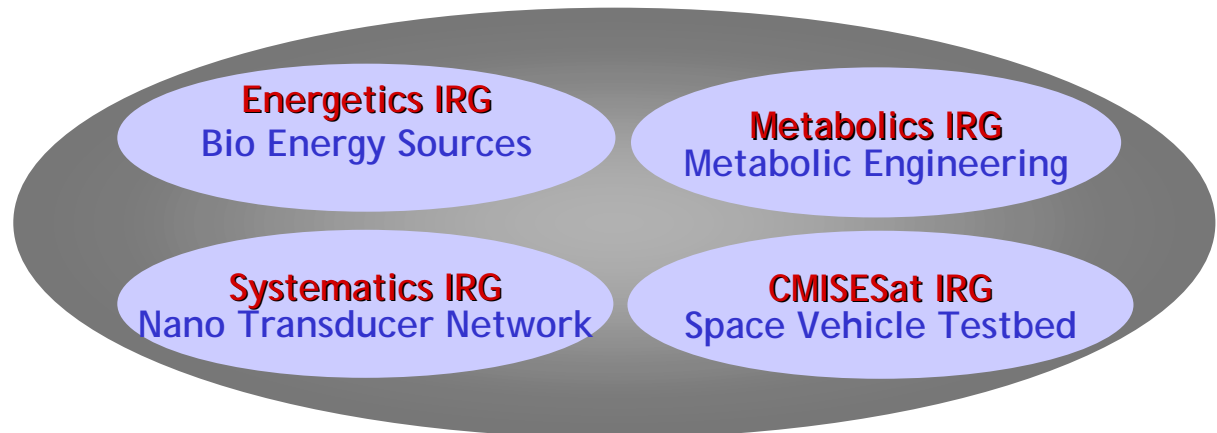 Energetics IRG
Bio Energy Sources
Metabolics IRG
Metabolic Engineering
Systematics IRG
Nano Transducer Network
CMISESat IRG
Space Vehicle Testbed